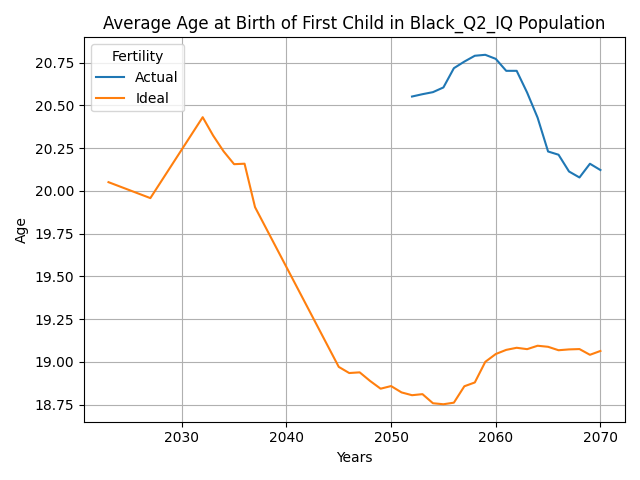 Average Age at Birth of First Child in Black_Q2_IQ Population
Fertility
Actual
Ideal
20.75
20.50
20.25
20.00
19.75
19.50
19.25
19.00
18.75
Age
2030 2040 2050 2060 2070
Years